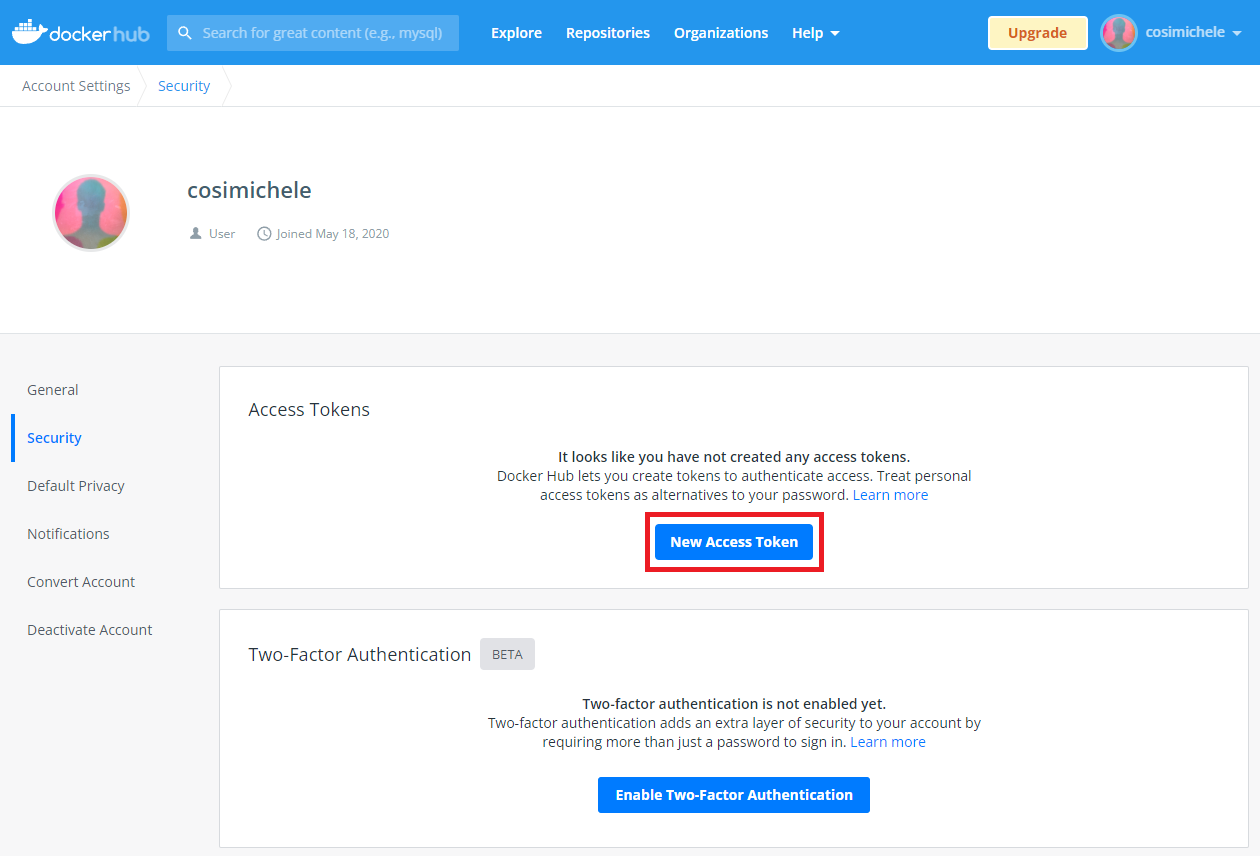 dockerhub
Search for great content (e.g., mysql)
Explore
Repositories
Organizations
Help
Upgrade
cosimichele
Account Settings
Security
cosimichele
User
Joined May 18, 2020
General
Security
Default Privacy
Notifications
Convert Account
Deactivate Account
Access Tokens
It looks like you have not created any access tokens.
Docker Hub lets you create tokens to authenticate access. Treat personal
access tokens as alternatives to your password. Learn more
New Access Token
Two-Factor Authentication
BETA
Two-factor authentication is not enabled yet.
Two-factor authentication adds an extra layer of security to your account by
requiring more than just a password to sign in. Learn more
Enable Two-Factor Authentication